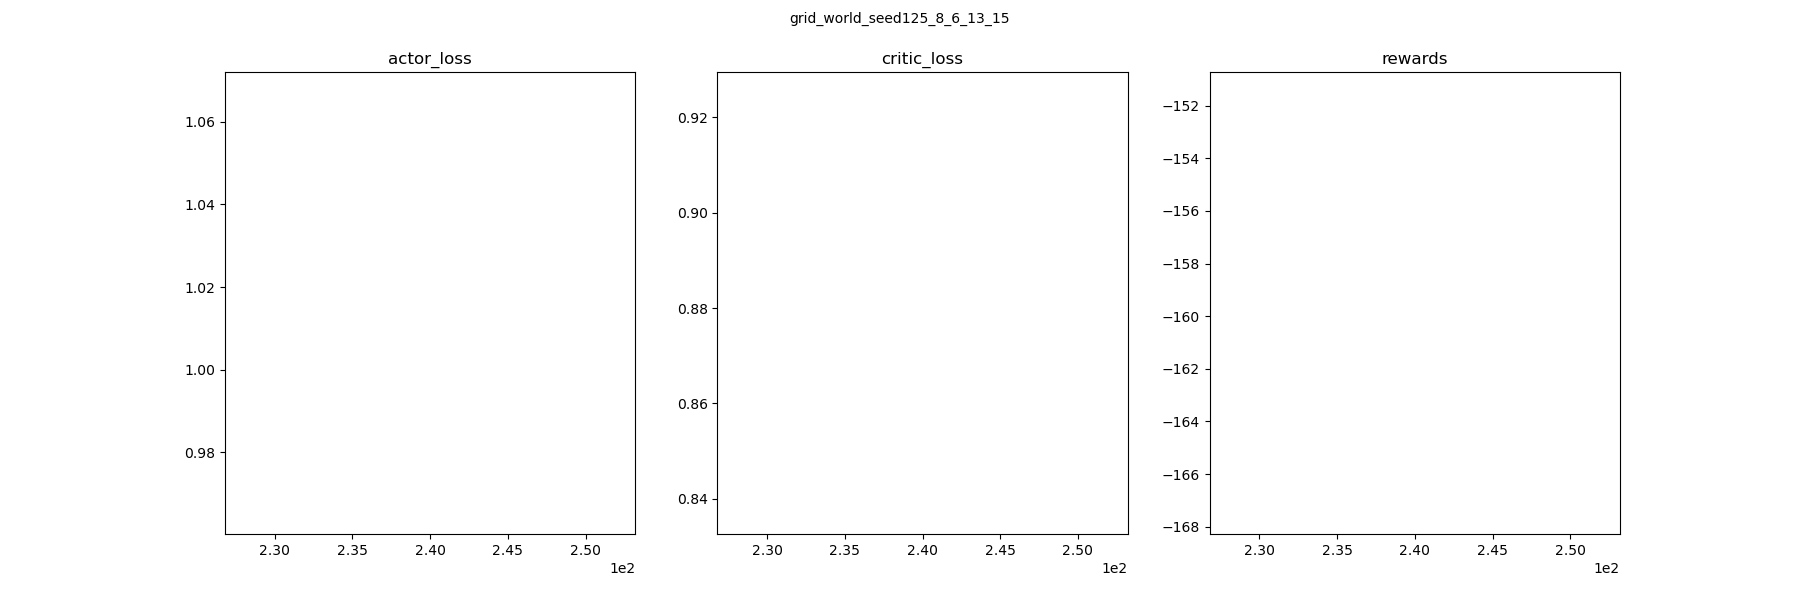 grid_world_seed125_8_6_13_15
actor_loss
1.06
1.04
1.02
1.00
0.98
2.30 2.35 2.40 2.45 2.50
1e2
critic_loss
0.92
0.90
0.88
0.86
0.84
2.30 2.35 2.40 2.45 2.50
1e2
rewards
−152
−154
−156
−158
−160
−162
−164
−166
−168
2.30 2.35 2.40 2.45 2.50
1e2